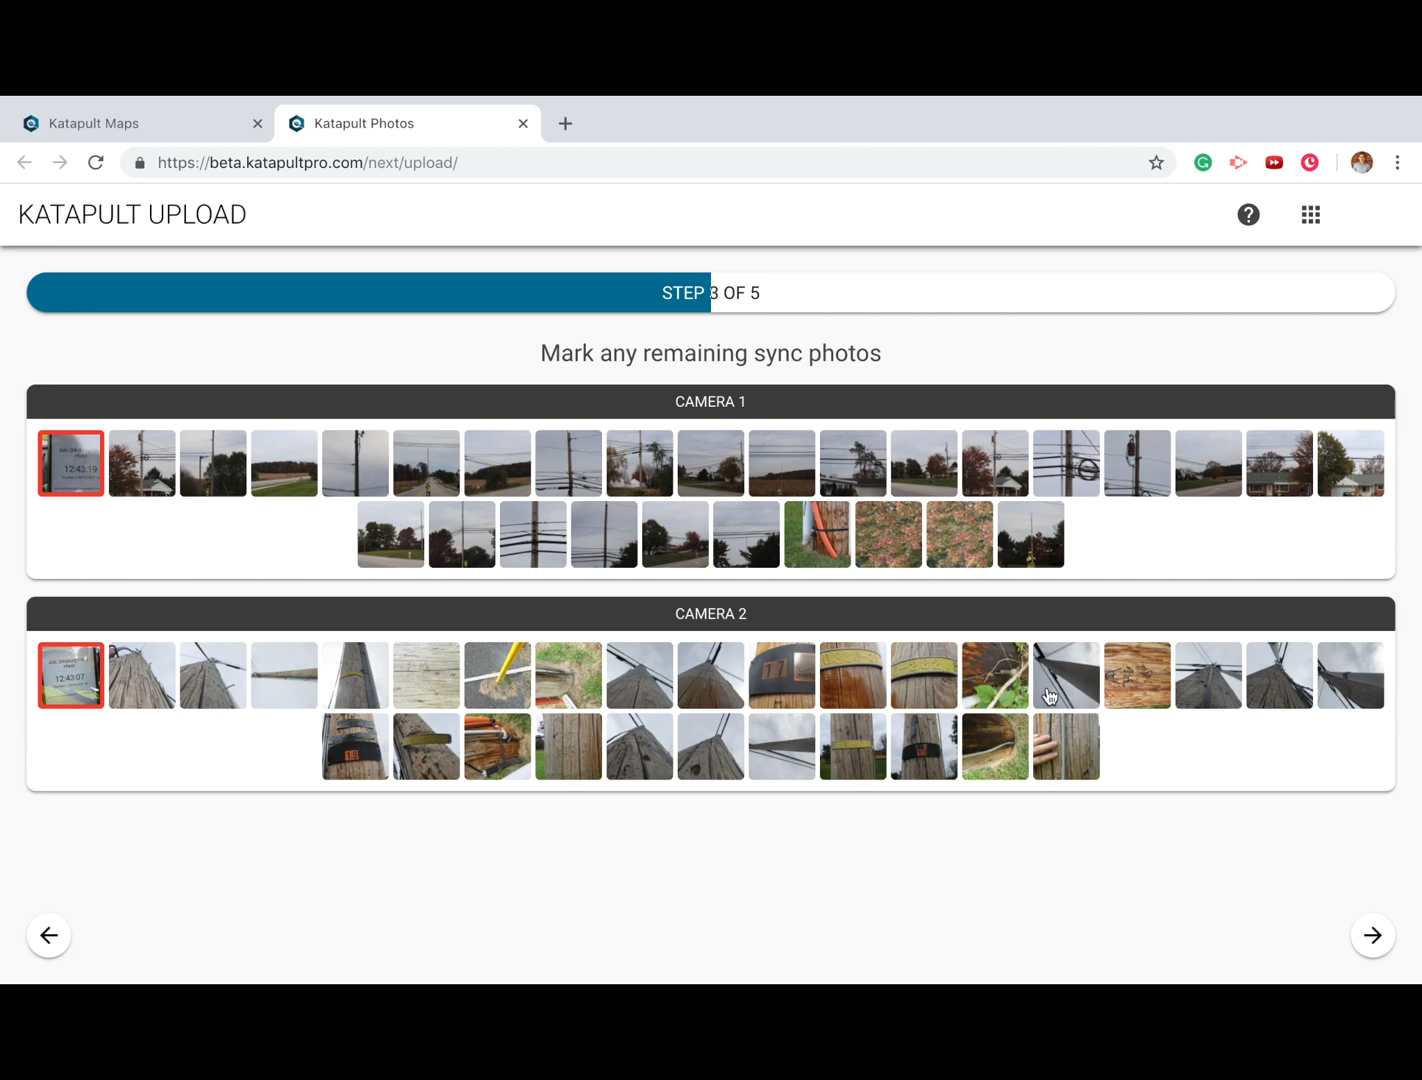 Katapult Maps
Katapult Photos
https://beta.katapultpro.com/next/upload/
KATAPULT UPLOAD
STEP 3 OF 5
Mark any remaining sync photos
CAMERA 1
12:43:19
CAMERA 2
12:43:07
17